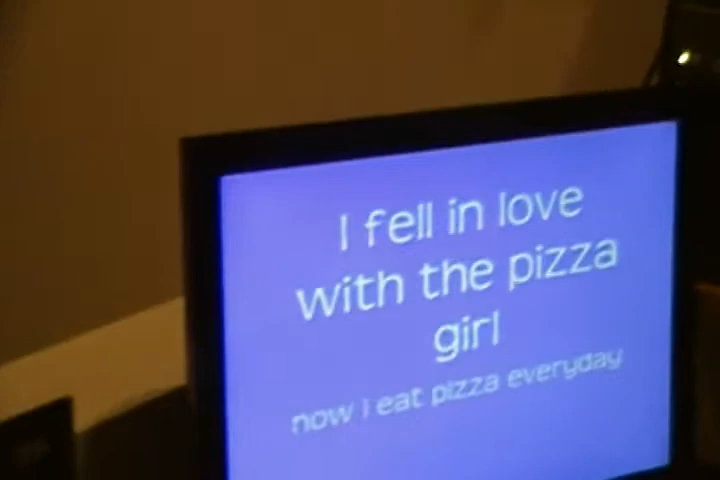 I fell in love
with the pizza
girl
now i eat pizza everyday